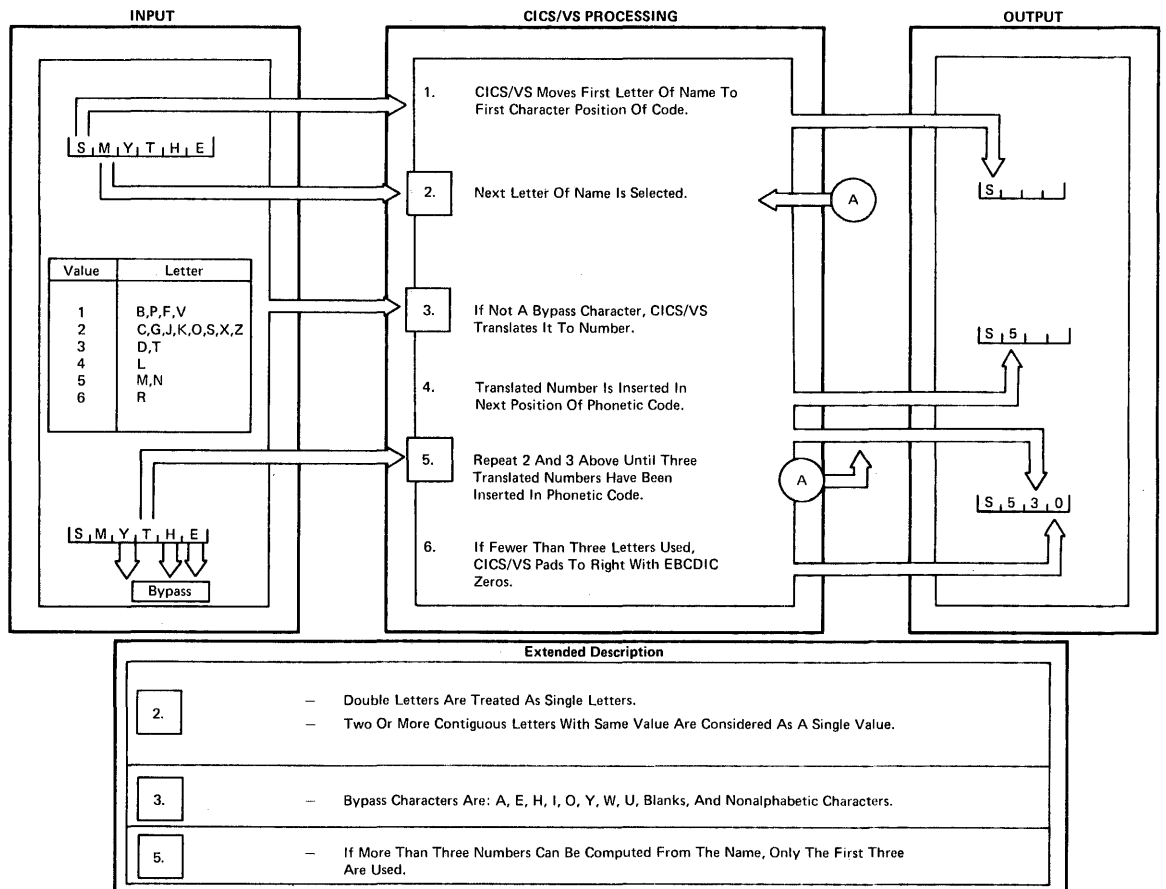 INPUT
CICS/VS PROCESSING
OUTPUT
1. CICS/VS Moves First Letter Of Name To
First Character Position Of Code.
S M Y T H E
2. Next Letter Of Name Is Selected.
A
S
Value Letter
1 B,P,F,V
2 C,G,J,K,O,S,X,Z
3 D,T
4 L
5 M,N
6 R
3. If Not A Bypass Character, CICS/VS
Translates It To Number.
S 5
4. Translated Number Is Inserted In
Next Position Of Phonetic Code.
5. Repeat 2 And 3 Above Until Three
Translated Numbers Have Been
Inserted In Phonetic Code.
A
S 5 3 0
S M Y T H E
Bypass
6. If Fewer Than Three Letters Used,
CICS/VS Pads To Right With EBCDIC
Zeros.
Extended Description
2. — Double Letters Are Treated As Single Letters.
— Two Or More Contiguous Letters With Same Value Are Considered As A Single Value.
3. — Bypass Characters Are: A, E, H, I, O, Y, W, U, Blanks, And Nonalphabetic Characters.
5. — If More Than Three Numbers Can Be Computed From The Name, Only The First Three
Are Used.